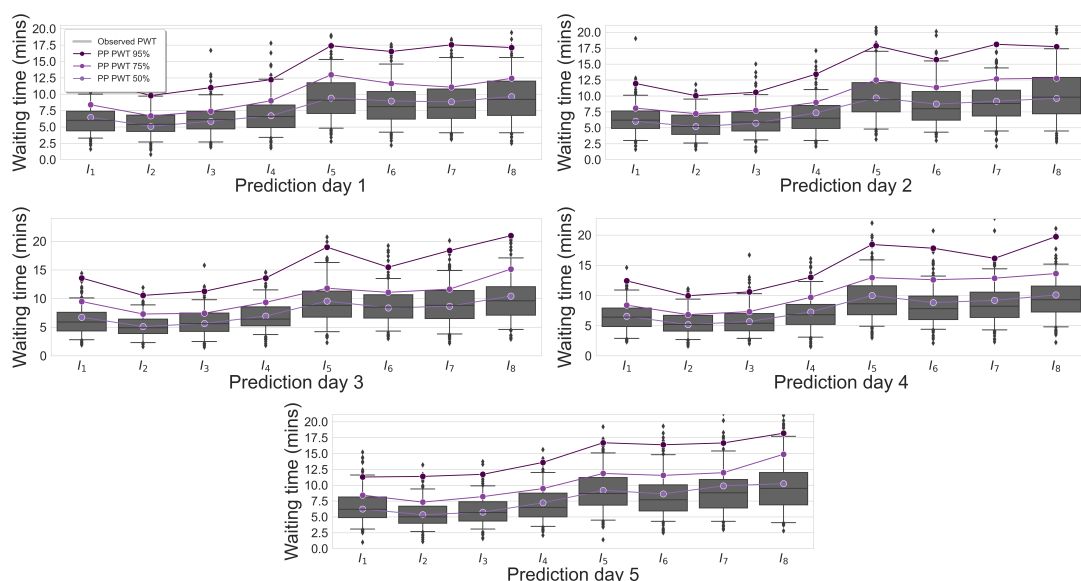 Waiting time (mins)
20.0
17.5
15.0
12.5
10.0
7.5
5.0
2.5
0.0
Observed PWT
PP PWT 95%
PP PWT 75%
PP PWT 50%
I1 I2 I3 I4 I5 I6 I7 I8
Prediction day 1
Waiting time (mins)
20.0
17.5
15.0
12.5
10.0
7.5
5.0
2.5
0.0
I1 I2 I3 I4 I5 I6 I7 I8
Prediction day 2
Waiting time (mins)
20
15
10
5
0
I1 I2 I3 I4 I5 I6 I7 I8
Prediction day 3
Waiting time (mins)
20
15
10
5
0
I1 I2 I3 I4 I5 I6 I7 I8
Prediction day 4
Waiting time (mins)
20.0
17.5
15.0
12.5
10.0
7.5
5.0
2.5
0.0
I1 I2 I3 I4 I5 I6 I7 I8
Prediction day 5